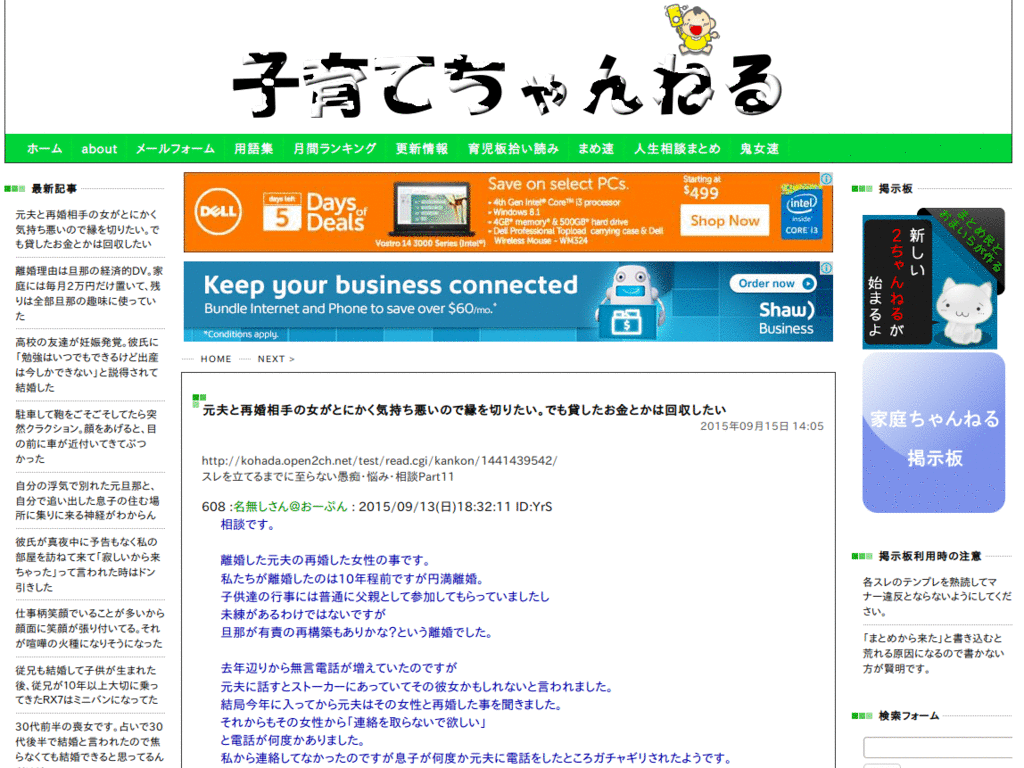 子育てちゃんねる
ホーム about メールフォーム 用語集 月間ランキング 更新情報 育児板拾い読み まめ速 人生相談まとめ 鬼女速
最新記事
元夫と再婚相手の女がとにかく
気持ち悪いので縁を切りたい。で
も貸したお金とかは回収したい
離婚理由は旦那の経済的DV。家
庭には毎月2万円だけ置いて、残
りは全部旦那の趣味に使ってい
た
高校の友達が妊娠発覚。彼氏に
「勉強はいつでもできるけど出産
は今しかできない」と説得されて
結婚した
駐車して鞄をごそごそしてたら突
然クラクション。顔をあげると、目
の前に車が近付いてきてぶつ
かった
自分の浮気で別れた元旦那と、
自分で追い出した息子の住む場
所に集りに来る神経がわからん
彼氏が真夜中に予告もなく私の
部屋を訪ねて来て「寂しいから来
ちゃった」って言われた時はドン
引きした
仕事柄笑顔でいることが多いから
顔面に笑顔が張り付いてる。それ
が喧嘩の火種になりそうになった
従兄も結婚して子供が生まれた
後、従兄が10年以上大切に乗っ
てきたRX7はミニバンになってた
30代前半の喪女です。占いで30
代後半で結婚と言われたので焦
らなくても結婚できると思ってるん
DELL
days left
5
Days of Deals
Vostro 14 3000 Series (Intel®)
Save on select PCs.
• 4th Gen Intel® Core™ i3 processor
• Windows 8.1
• 4GB* memory* & 500GB* hard drive
• Dell Professional Topload carrying case & Dell
Wireless Mouse - WM324
Starting at
$499
Shop Now
intel
inside
CORE i3
Keep your business connected
Bundle Internet and Phone to save over $60/mo.*
*Conditions apply.
Order now
Shaw)
Business
HOME NEXT >
元夫と再婚相手の女がとにかく気持ち悪いので縁を切りたい。でも貸したお金とかは回収したい
2015年09月15日 14:05
http://kohada.open2ch.net/test/read.cgi/kankon/1441439542/
スレを立てるまでに至らない愚痴・悩み・相談Part11
608 :名無しさん@おーぷん : 2015/09/13(日)18:32:11 ID:YrS
相談です。
離婚した元夫の再婚した女性の事です。
私たちが離婚したのは10年程前ですが円満離婚。
子供達の行事には普通に父親として参加してもらっていましたし
未練があるわけではないですが
旦那が有責の再構築もありかな？という離婚でした。
去年辺りから無言電話が増えていたのですが
元夫に話すとストーカーにあっていてその彼女かもしれないと言われました。
結局今年に入ってから元夫はその女性と再婚した事を聞きました。
それからもその女性から「連絡を取らないで欲しい」
と電話が何度かありました。
私から連絡してなかったのですが息子が何度か元夫に電話をしたところガチャギリされたようです。
掲示板
まとめ民と
おまいらが作る
新しい
2ちゃんねるが
始まるよ
家庭ちゃんねる
掲示板
掲示板利用時の注意
各スレのテンプレを熟読してマ
ナー違反とならないようにしてくだ
さい。
「まとめから来た」と書き込むと
荒れる原因になるので書かない
方が賢明です。
検索フォーム